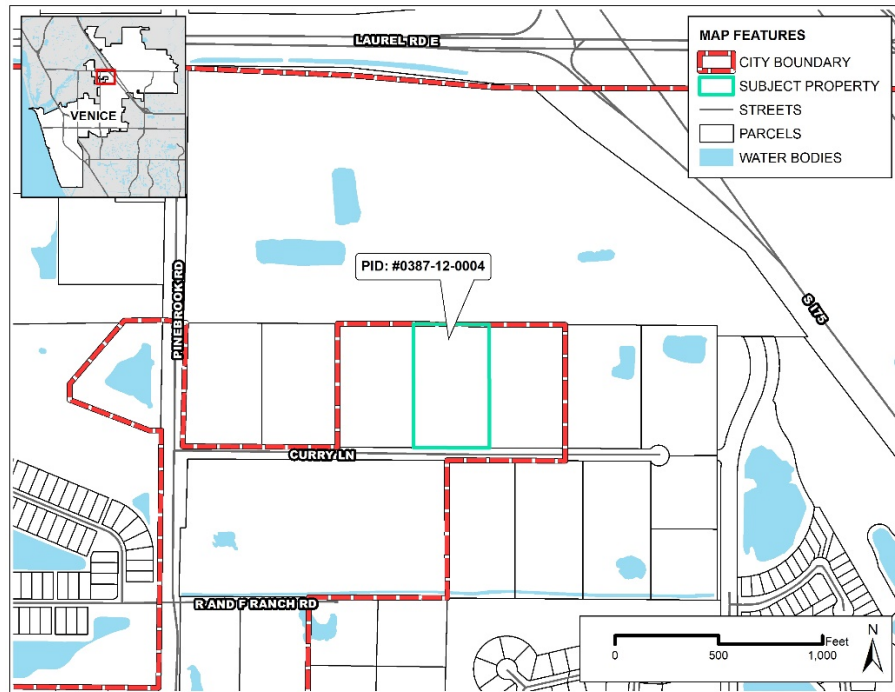 LAUREL RD E
MAP FEATURES
CITY BOUNDARY
SUBJECT PROPERTY
STREETS
PARCELS
WATER BODIES
VENICE
PID: #0387-12-0004
PINEBROOK RD
S I75
CURRY LN
R AND F RANCH RD
Feet
0 500 1,000
N